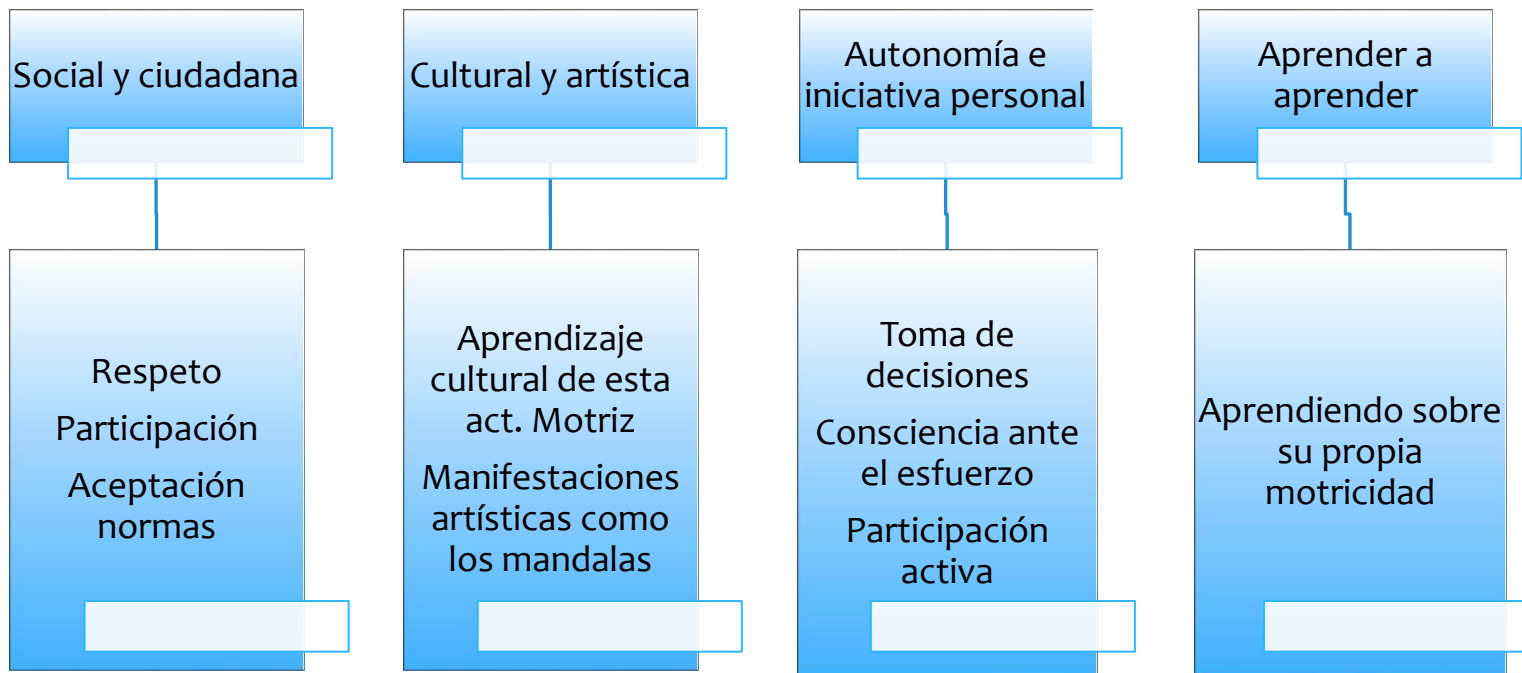 Social y ciudadana
Cultural y artística
Autonomía e
iniciativa personal
Aprender a
aprender
Respeto
Participación
Aceptación
normas
Aprendizaje
cultural de esta
act. Motriz
Manifestaciones
artísticas como
los mandalas
Toma de
decisiones
Consciencia ante
el esfuerzo
Participación
activa
Aprendiendo sobre
su propia
motricidad